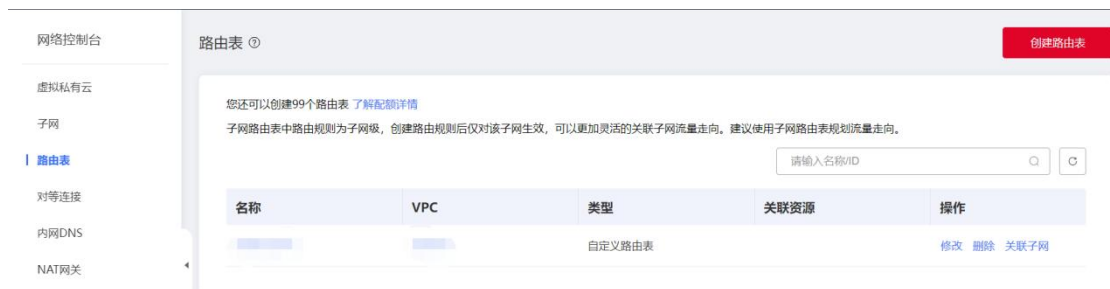 网络控制台
虚拟私有云
子网
路由表
对等连接
内网DNS
NAT网关
路由表
创建路由表
您还可以创建99个路由表 了解配额详情
子网路由表中路由规则为子网级，创建路由规则后仅对该子网生效，可以更加灵活的关联子网流量走向。建议使用子网路由表规划流量走向。
请输入名称/ID
名称 VPC 类型 关联资源 操作
自定义路由表 修改 删除 关联子网